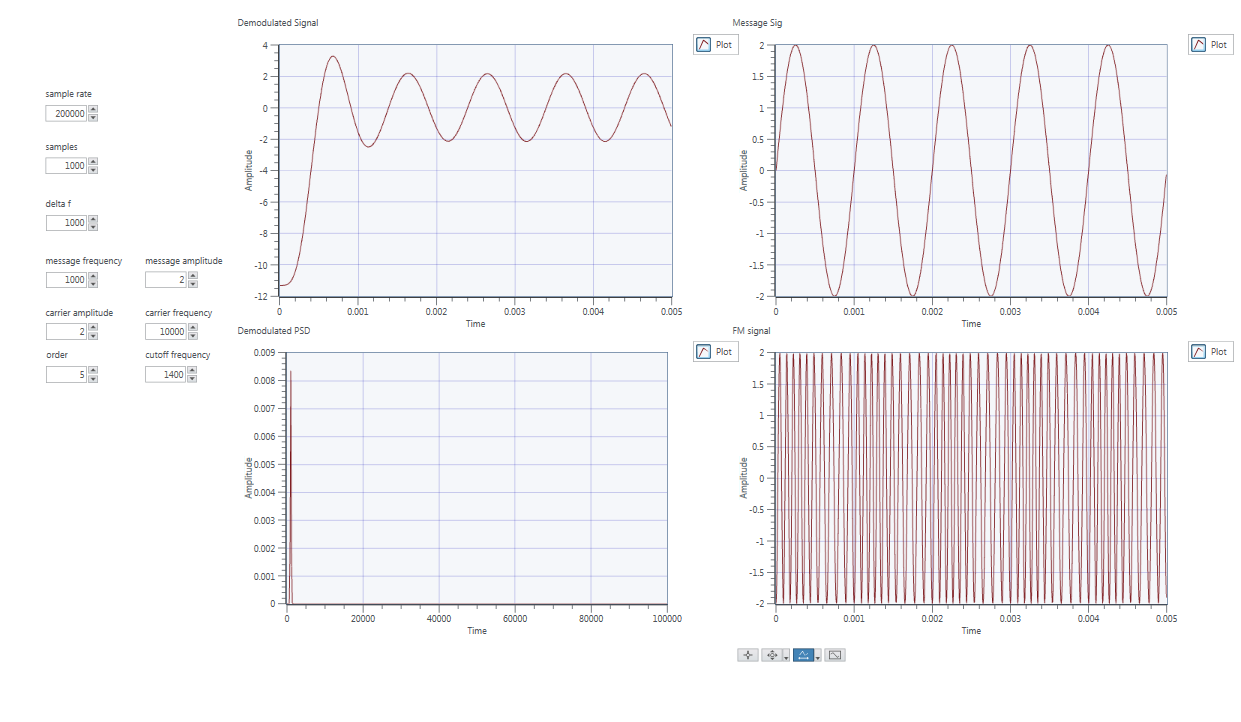 sample rate
200000
samples
1000
delta f
1000
message frequency
1000
message amplitude
2
carrier amplitude
2
carrier frequency
10000
order
5
cutoff frequency
1400
Demodulated Signal
Plot
Amplitude
4
2
0
-2
-4
-6
-8
-10
-12
0 0.001 0.002 0.003 0.004 0.005
Time
Message Sig
Plot
Amplitude
2
1.5
1
0.5
0
-0.5
-1
-1.5
-2
0 0.001 0.002 0.003 0.004 0.005
Time
Demodulated PSD
Plot
Amplitude
0.009
0.008
0.007
0.006
0.005
0.004
0.003
0.002
0.001
0
0 20000 40000 60000 80000 100000
Time
FM signal
Plot
Amplitude
2
1.5
1
0.5
0
-0.5
-1
-1.5
-2
0 0.001 0.002 0.003 0.004 0.005
Time